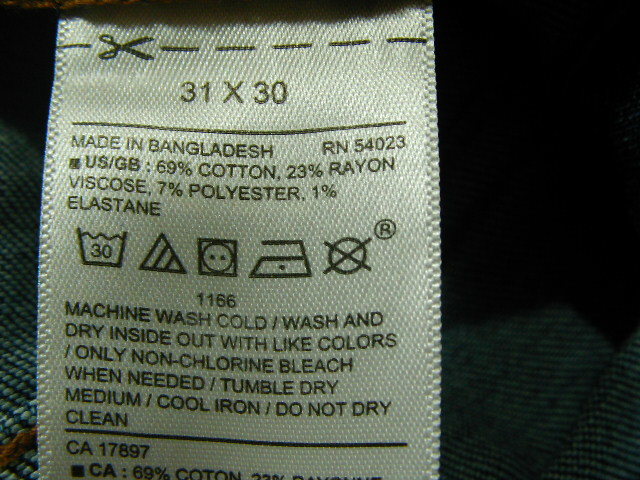 31 X 30
MADE IN BANGLADESH RN 54023
■ US/GB : 69% COTTON, 23% RAYON
VISCOSE, 7% POLYESTER, 1%
ELASTANE
30
®
1166
MACHINE WASH COLD / WASH AND
DRY INSIDE OUT WITH LIKE COLORS
/ ONLY NON-CHLORINE BLEACH
WHEN NEEDED / TUMBLE DRY
MEDIUM / COOL IRON / DO NOT DRY
CLEAN
CA 17897
■ CA : 69% COTON, 23% RAYONNE